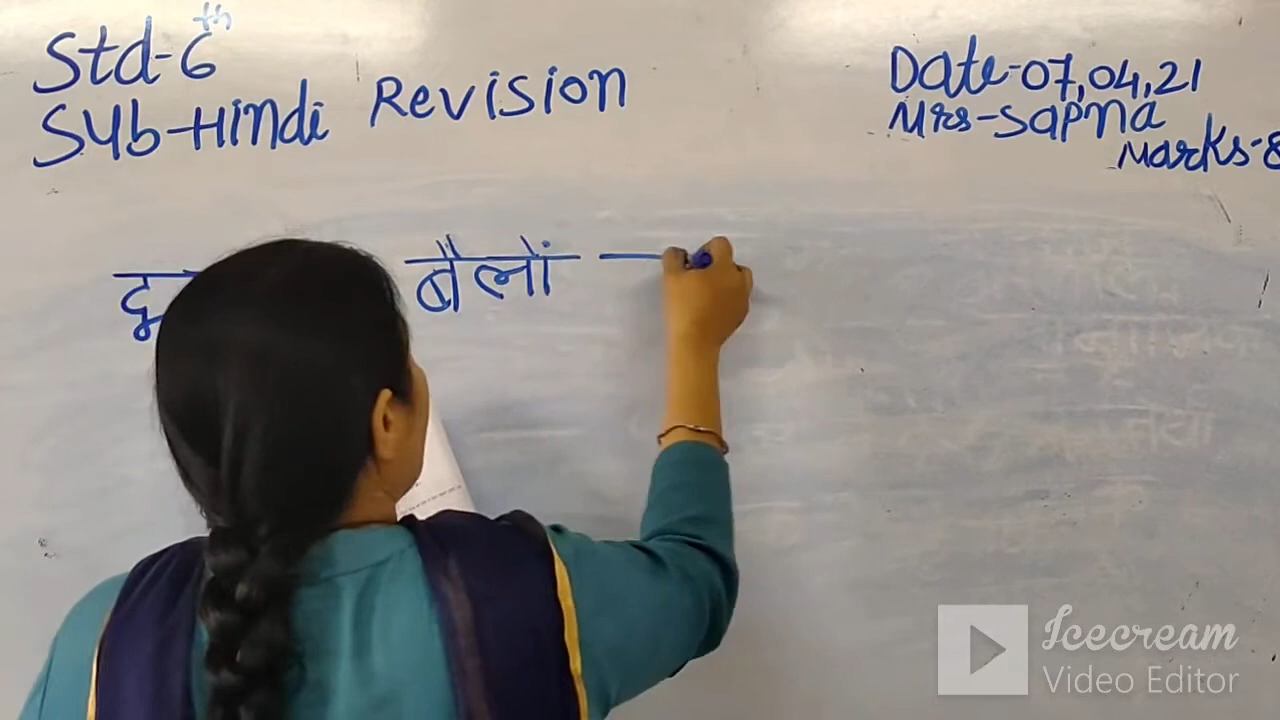 Std-6th
Sub-Hindi Revision
Date-07,04,21
Mrs-Sapna
Marks-8
बैलों
Icecream
Video Editor